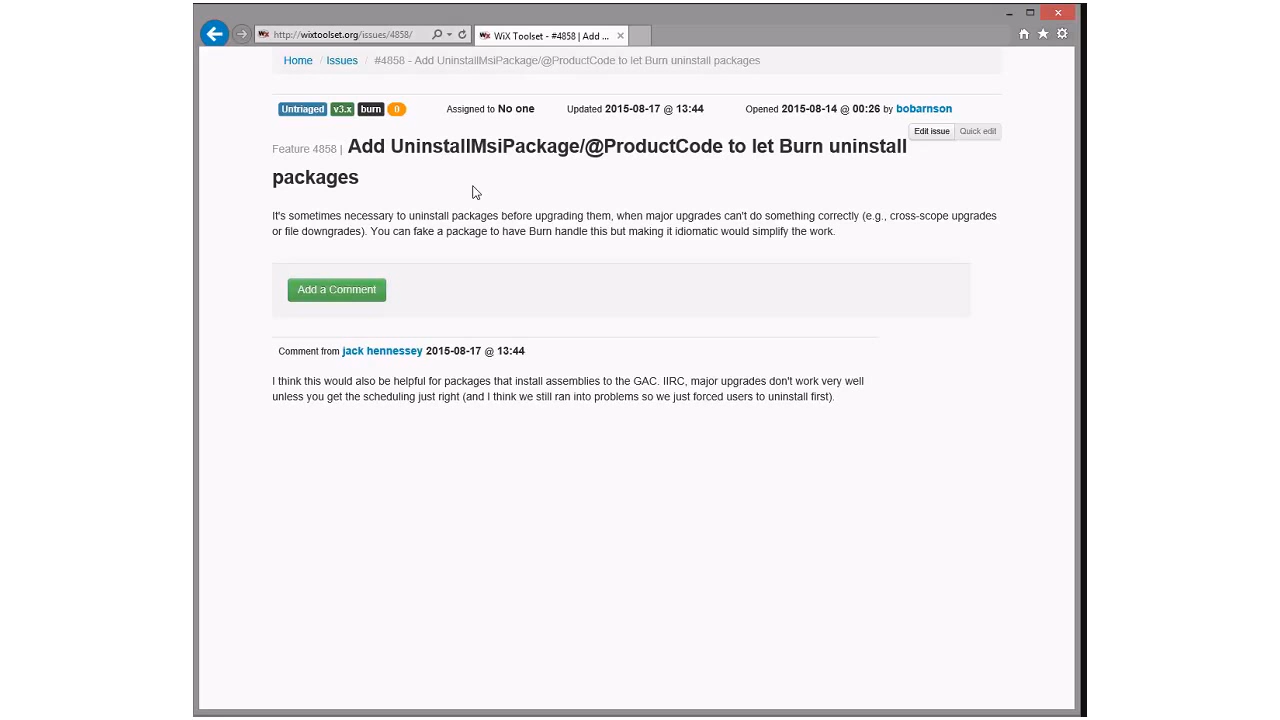 http://wixtoolset.org/issues/4858/
WiX Toolset - #4858 | Add ...
Home / Issues / #4858 - Add UninstallMsiPackage/@ProductCode to let Burn uninstall packages
Untriaged v3.x burn 0 Assigned to No one Updated 2015-08-17 @ 13:44 Opened 2015-08-14 @ 00:26 by bobarnson
Edit issue Quick edit
Feature 4858 | Add UninstallMsiPackage/@ProductCode to let Burn uninstall
packages
It's sometimes necessary to uninstall packages before upgrading them, when major upgrades can't do something correctly (e.g., cross-scope upgrades
or file downgrades). You can fake a package to have Burn handle this but making it idiomatic would simplify the work.
Add a Comment
Comment from jack hennessey 2015-08-17 @ 13:44
I think this would also be helpful for packages that install assemblies to the GAC. IIRC, major upgrades don't work very well
unless you get the scheduling just right (and I think we still ran into problems so we just forced users to uninstall first).